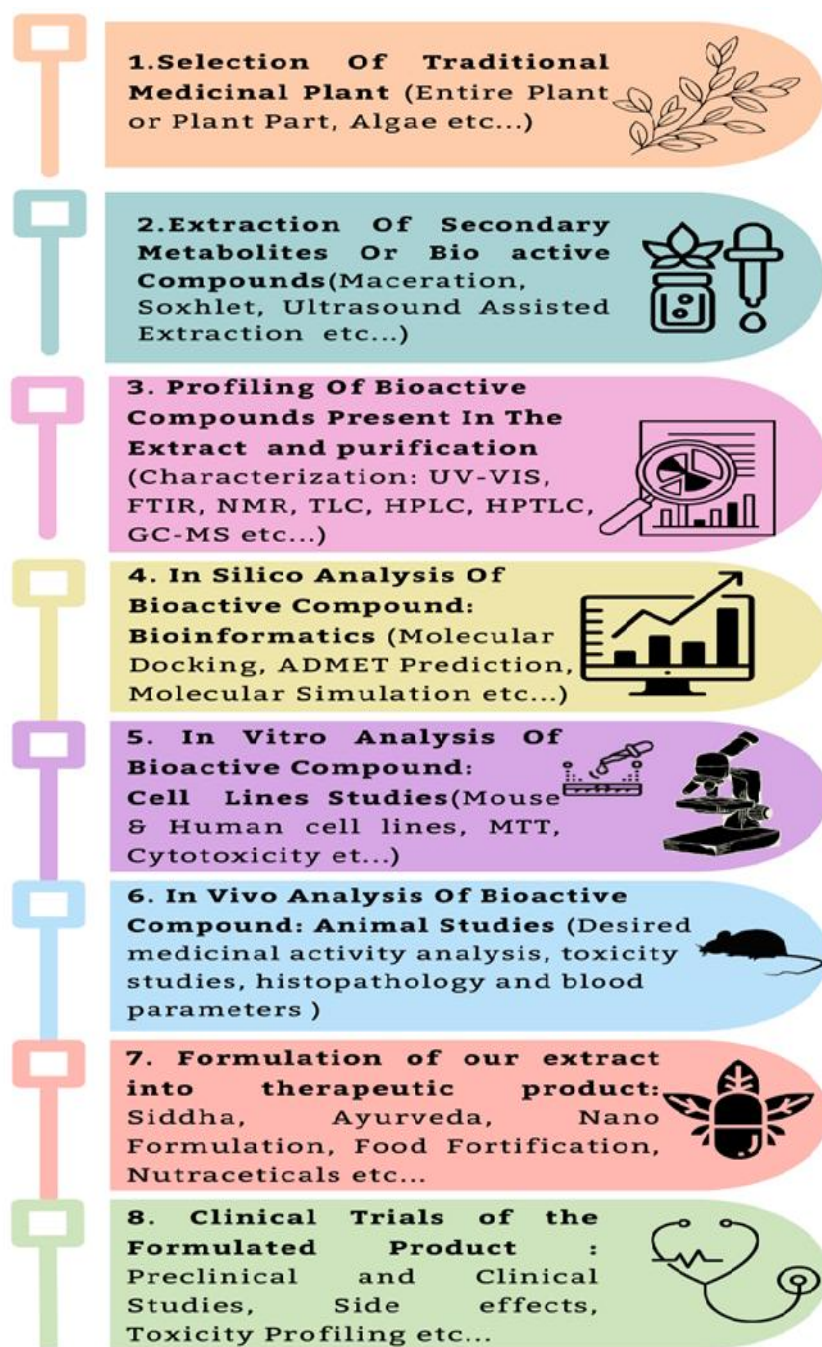 1.Selection Of Traditional
Medicinal Plant (Entire Plant
or Plant Part, Algae etc...)
2.Extraction Of Secondary
Metabolites Or Bio active
Compounds(Maceration,
Soxhlet, Ultrasound Assisted
Extraction etc...)
3. Profiling Of Bioactive
Compounds Present In The
Extract and purification
(Characterization: UV-VIS,
FTIR, NMR, TLC, HPLC, HPTLC,
GC-MS etc...)
4. In Silico Analysis Of
Bioactive Compound:
Bioinformatics (Molecular
Docking, ADMET Prediction,
Molecular Simulation etc...)
5. In Vitro Analysis Of
Bioactive Compound:
Cell Lines Studies(Mouse
& Human cell lines, MTT,
Cytotoxicity et...)
6. In Vivo Analysis Of Bioactive
Compound: Animal Studies (Desired
medicinal activity analysis, toxicity
studies, histopathology and blood
parameters )
7. Formulation of our extract
into therapeutic product:
Siddha, Ayurveda, Nano
Formulation, Food Fortification,
Nutraceticals etc...
8. Clinical Trials of the
Formulated Product :
Preclinical and Clinical
Studies, Side effects,
Toxicity Profiling etc...